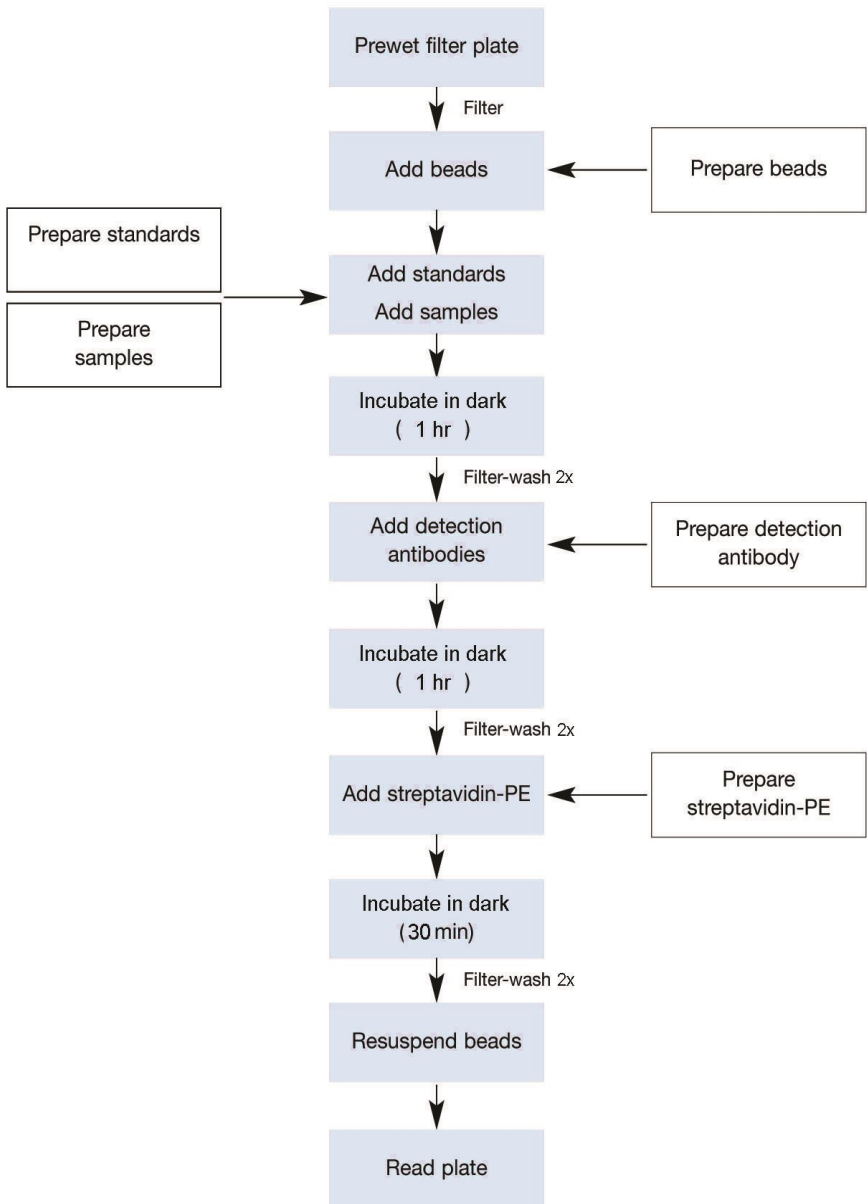 Prewet filter plate
Filter
Add beads
Prepare beads
Prepare standards
Prepare
samples
Add standards
Add samples
Incubate in dark
( 1 hr )
Filter-wash 2x
Add detection
antibodies
Prepare detection
antibody
Incubate in dark
( 1 hr )
Filter-wash 2x
Add streptavidin-PE
Prepare
streptavidin-PE
Incubate in dark
(30 min)
Filter-wash 2x
Resuspend beads
Read plate